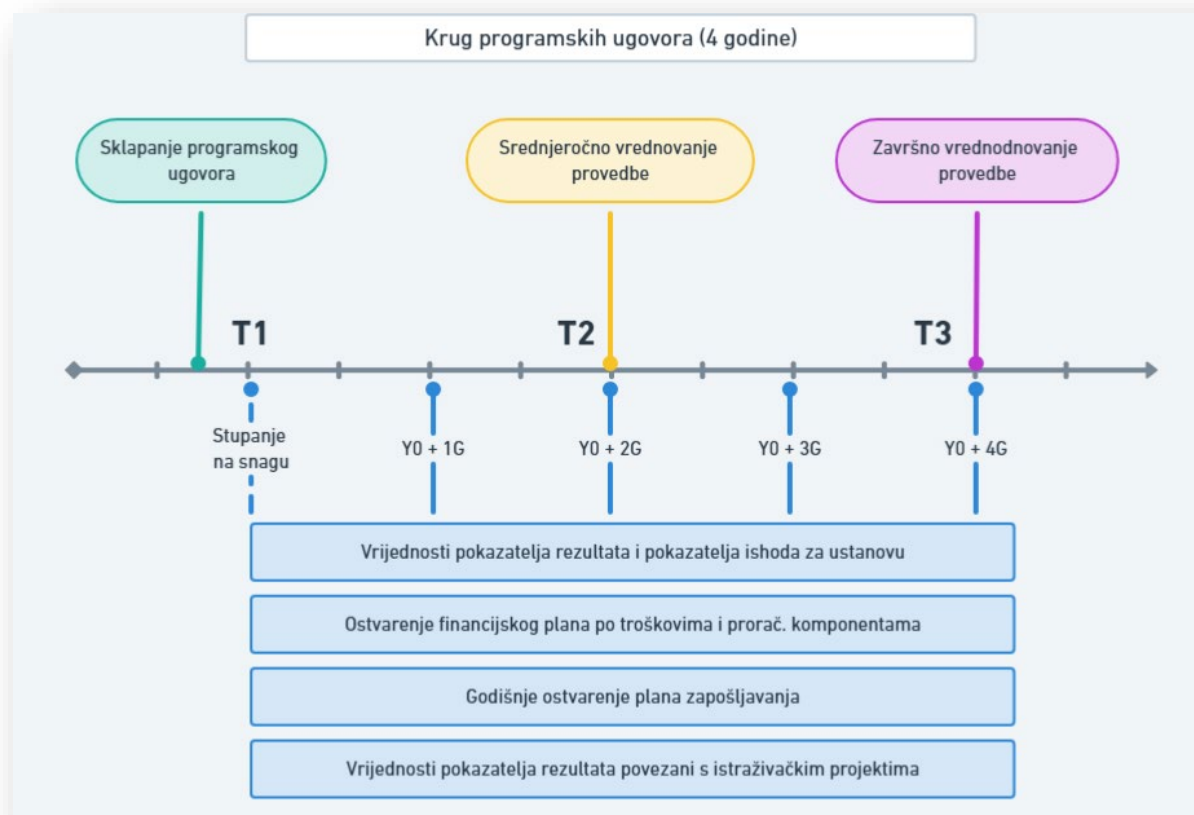 Krug programskih ugovora (4 godine)
Sklapanje programskog
ugovora
Srednjeročno vrednovanje
provedbe
Završno vrednodnovanje
provedbe
T1
T2
T3
Stupanje
na snagu
Y0 + 1G
Y0 + 2G
Y0 + 3G
Y0 + 4G
Vrijednosti pokazatelja rezultata i pokazatelja ishoda za ustanovu
Ostvarenje financijskog plana po troškovima i prorač. komponentama
Godišnje ostvarenje plana zapošljavanja
Vrijednosti pokazatelja rezultata povezani s istraživačkim projektima